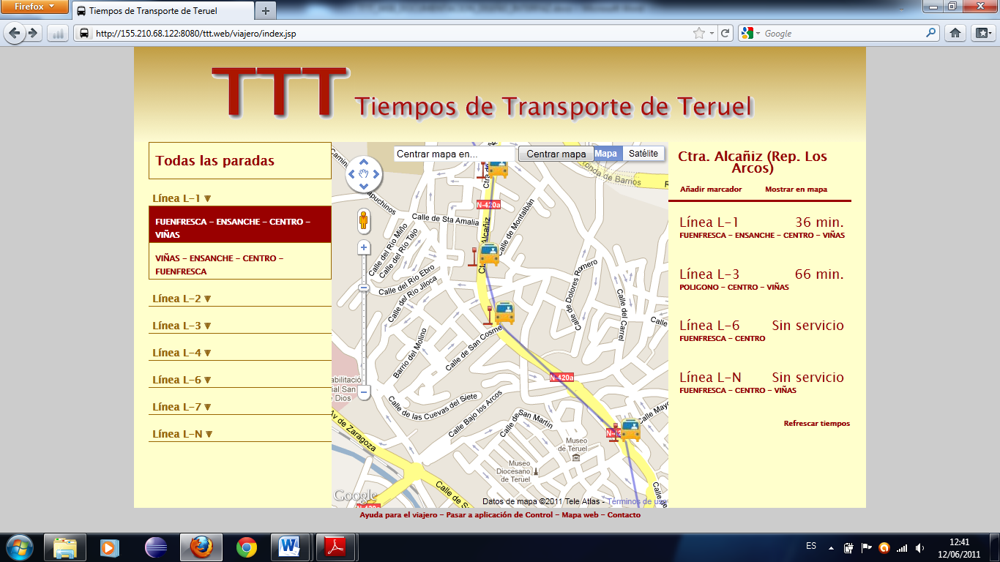 Firefox
Tiempos de Transporte de Teruel
http://155.210.68.122:8080/ttt.web/viajero/index.jsp
Google
TTT Tiempos de Transporte de Teruel
Todas las paradas
Línea L-1
FUENFRESCA - ENSANCHE - CENTRO -
VIÑAS
VIÑAS - ENSANCHE - CENTRO -
FUENFRESCA
Línea L-2
Línea L-3
Línea L-4
Línea L-6
Línea L-7
Línea L-N
Centrar mapa en...
Centrar mapa
Mapa
Satélite
Ronda de Barrios
N-420a
Calle de Sta Amalia
Calle de Montalbán
Calle del Río Miño
Calle del Río Tajo
Calle del Río Ebro
Calle del Río Jiloca
Calle de Dolores Romero
Calle del Carrel
Barrio del Molino
Calle de San Cosme
N-420a
Calle de las Cuevas del Siete
Calle Bajo los Arcos
Calle de San Martín
Av de Zaragoza
Museo
de Teruel
Museo
Diocesano
de Teruel
Google
Datos de mapa ©2011 Tele Atlas - Términos de uso
Ctra. Alcañiz (Rep. Los
Arcos)
Añadir marcador
Mostrar en mapa
Línea L-1 36 min.
FUENFRESCA - ENSANCHE - CENTRO - VIÑAS
Línea L-3 66 min.
POLIGONO - CENTRO - VIÑAS
Línea L-6 Sin servicio
FUENFRESCA - CENTRO
Línea L-N Sin servicio
FUENFRESCA - CENTRO - VIÑAS
Refrescar tiempos
Ayuda para el viajero - Pasar a aplicación de Control - Mapa web - Contacto
ES
12:41
12/06/2011